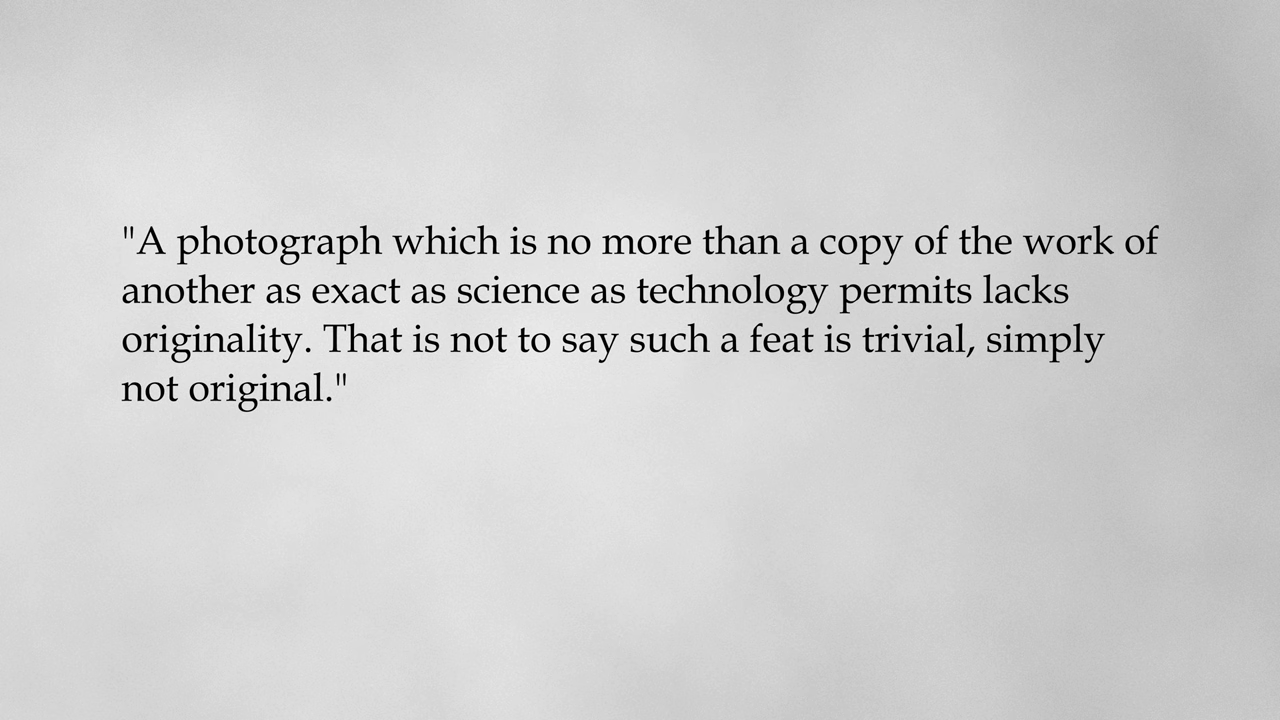 "A photograph which is no more than a copy of the work of
another as exact as science as technology permits lacks
originality. That is not to say such a feat is trivial, simply
not original."